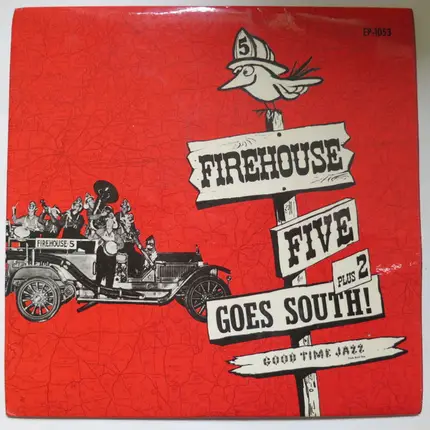 EP-1053
5
FIREHOUSE
FIVE
PLUS 2
GOES SOUTH!
FIREHOUSE-5
GOOD TIME JAZZ